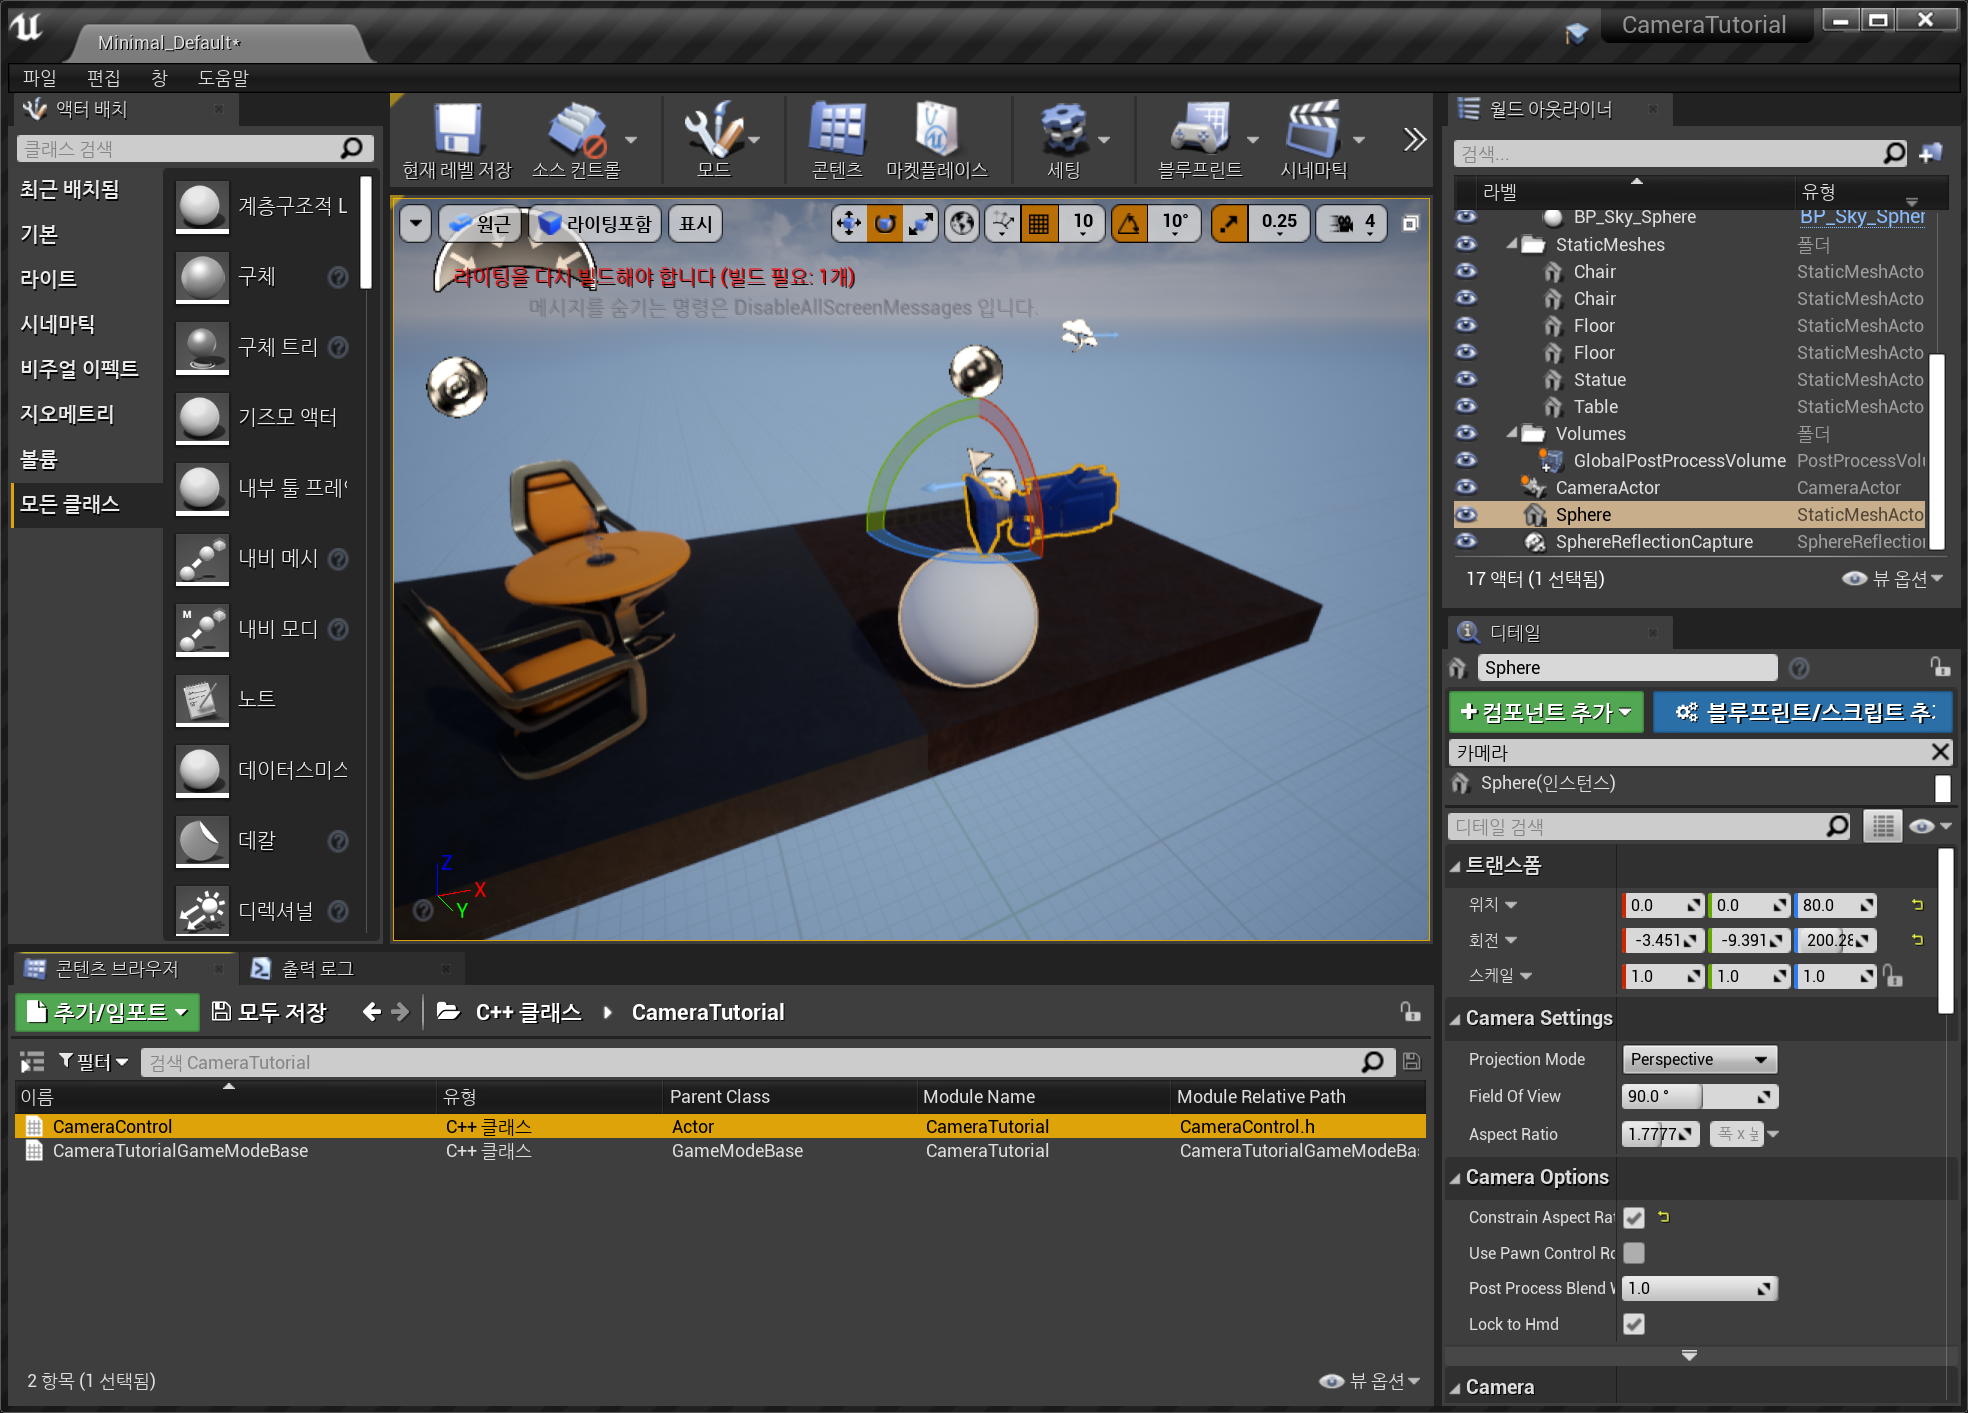 Minimal_Default*
CameraTutorial
파일 편집 창 도움말
액터 배치
클래스 검색
최근 배치됨
기본
라이트
시네마틱
비주얼 이펙트
지오메트리
볼륨
모든 클래스
계층구조적 L
구체
구체 트리
기즈모 액터
내부 툴 프레
내비 메시
M
내비 모디
노트
데이터스미스
데칼
디렉셔널
현재 레벨 저장
소스 컨트롤
모드
콘텐츠
마켓플레이스
세팅
블루프린트
시네마틱
원근
라이팅포함
표시
10
10°
0.25
4
라이팅을 다시 빌드해야 합니다 (빌드 필요: 1개)
메시지를 숨기는 명령은 DisableAllScreenMessages 입니다.
Z
X
Y
월드 아웃라이너
검색...
라벨 유형
BP_Sky_Sphere BP_Sky_Spher
StaticMeshes 폴더
Chair StaticMeshActo
Chair StaticMeshActo
Floor StaticMeshActo
Floor StaticMeshActo
Statue StaticMeshActo
Table StaticMeshActo
Volumes 폴더
GlobalPostProcessVolume PostProcessVolu
CameraActor CameraActor
Sphere StaticMeshActo
SphereReflectionCapture SphereReflection
17 액터 (1 선택됨) 뷰 옵션
디테일
Sphere
+컴포넌트 추가 블루프린트/스크립트 추
카메라
Sphere(인스턴스)
디테일 검색
트랜스폼
위치 0.0 0.0 80.0
회전 -3.451 -9.391 200.28
스케일 1.0 1.0 1.0
Camera Settings
Projection Mode Perspective
Field Of View 90.0 °
Aspect Ratio 1.7777 폭 x 높
Camera Options
Constrain Aspect Rat
Use Pawn Control Ro
Post Process Blend W 1.0
Lock to Hmd
Camera
콘텐츠 브라우저 출력 로그
추가/임포트 모두 저장 C++ 클래스 CameraTutorial
필터 검색 CameraTutorial
이름 유형 Parent Class Module Name Module Relative Path
CameraControl C++ 클래스 Actor CameraTutorial CameraControl.h
CameraTutorialGameModeBase C++ 클래스 GameModeBase CameraTutorial CameraTutorialGameModeBa
2 항목 (1 선택됨) 뷰 옵션